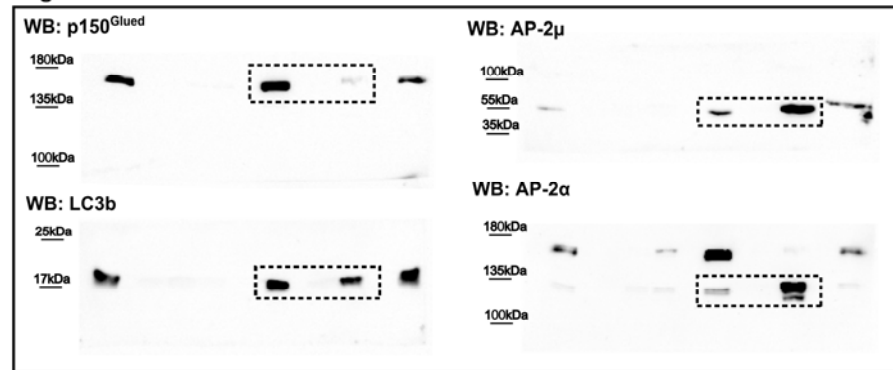 WB: p150Glued
180kDa
135kDa
100kDa
WB: LC3b
25kDa
17kDa
WB: AP-2µ
100kDa
55kDa
35kDa
WB: AP-2α
180kDa
135kDa
100kDa